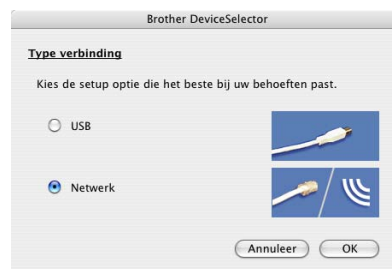 Brother DeviceSelector
Type verbinding
Kies de setup optie die het beste bij uw behoeften past.
USB
Netwerk
Annuleer
OK